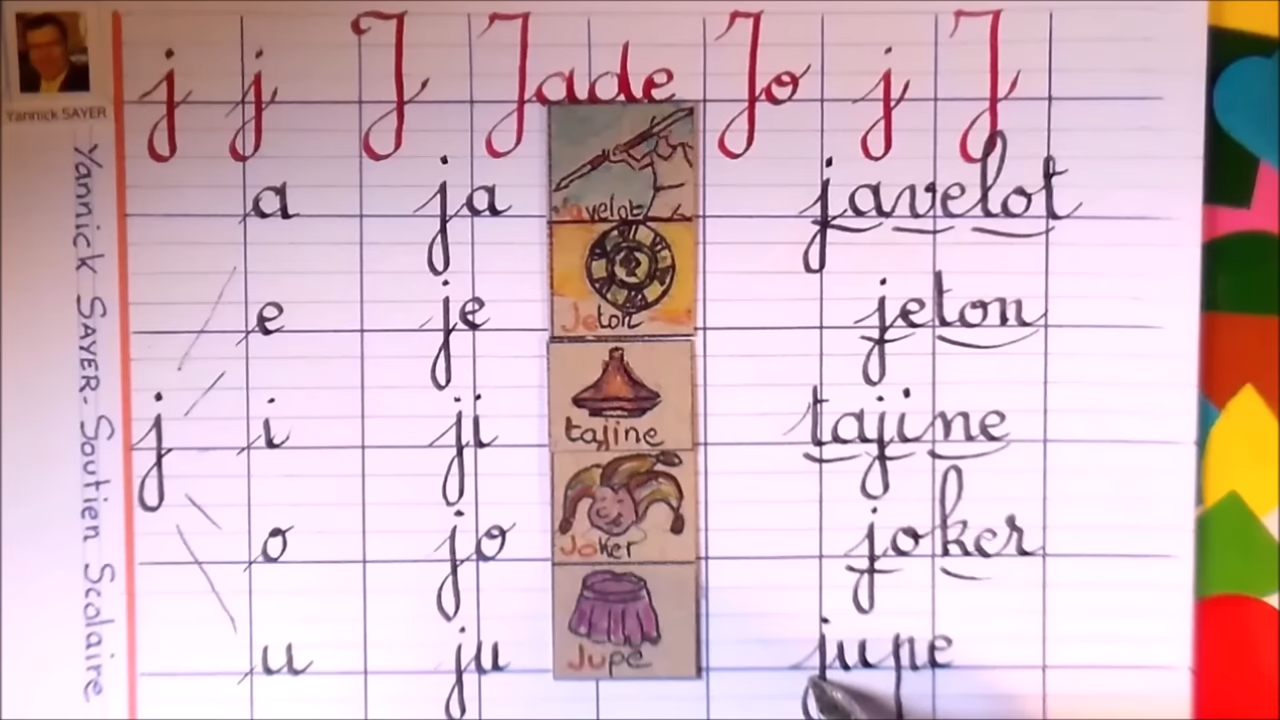 j j J Jade Jo j J
Yannick SAYER
Yannick SAYER - Soutien Scolaire
a ja javelot javelot
e je Jeton jeton
j i ji tajine tajine
o jo Joker joker
u ju Jupe jupe